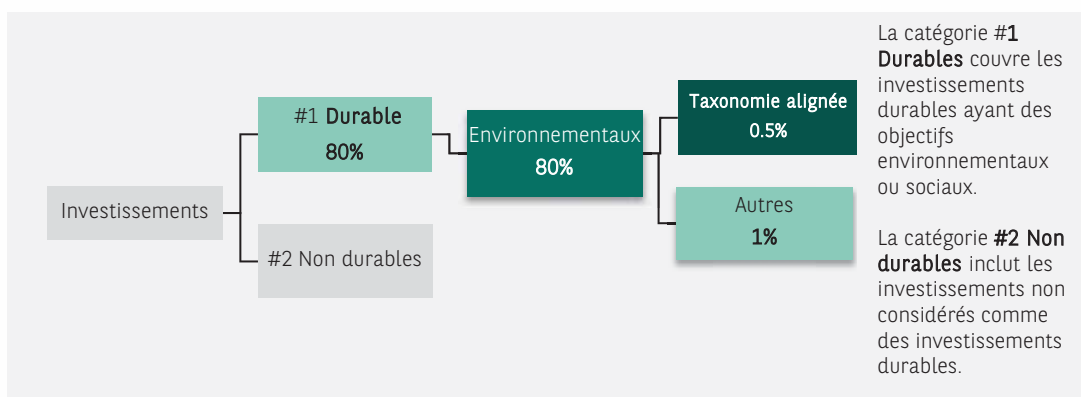 #1 Durable
80%
Environnementaux
80%
Taxonomie alignée
0.5%
Investissements
Autres
1%
#2 Non durables
La catégorie #1
Durables couvre les
investissements
durables ayant des
objectifs
environnementaux
ou sociaux.
La catégorie #2 Non
durables inclut les
investissements non
considérés comme
des investissements
durables.